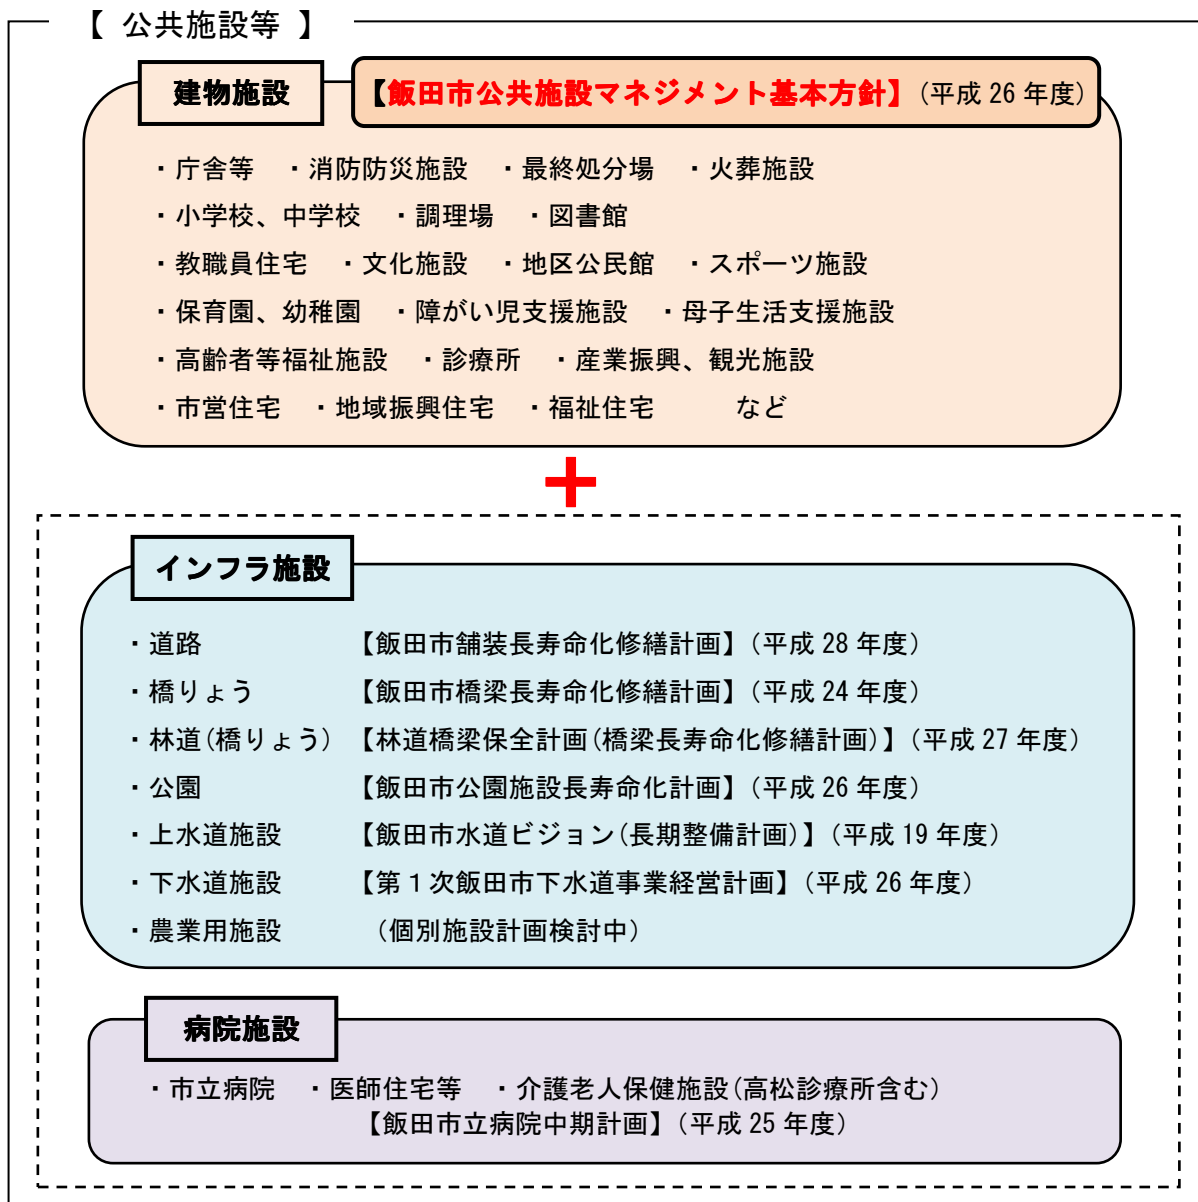 【 公共施設等 】
建物施設 【飯田市公共施設マネジメント基本方針】(平成 26 年度)
・庁舎等 ・消防防災施設 ・最終処分場 ・火葬施設
・小学校、中学校 ・調理場 ・図書館
・教職員住宅 ・文化施設 ・地区公民館 ・スポーツ施設
・保育園、幼稚園 ・障がい児支援施設 ・母子生活支援施設
・高齢者等福祉施設 ・診療所 ・産業振興、観光施設
・市営住宅 ・地域振興住宅 ・福祉住宅 など
+
インフラ施設
・道路 【飯田市舗装長寿命化修繕計画】(平成 28 年度)
・橋りょう 【飯田市橋梁長寿命化修繕計画】(平成 24 年度)
・林道(橋りょう) 【林道橋梁保全計画(橋梁長寿命化修繕計画)】(平成 27 年度)
・公園 【飯田市公園施設長寿命化計画】(平成 26 年度)
・上水道施設 【飯田市水道ビジョン(長期整備計画)】(平成 19 年度)
・下水道施設 【第1次飯田市下水道事業経営計画】(平成 26 年度)
・農業用施設 (個別施設計画検討中)
病院施設
・市立病院 ・医師住宅等 ・介護老人保健施設(高松診療所含む)
【飯田市立病院中期計画】(平成 25 年度)